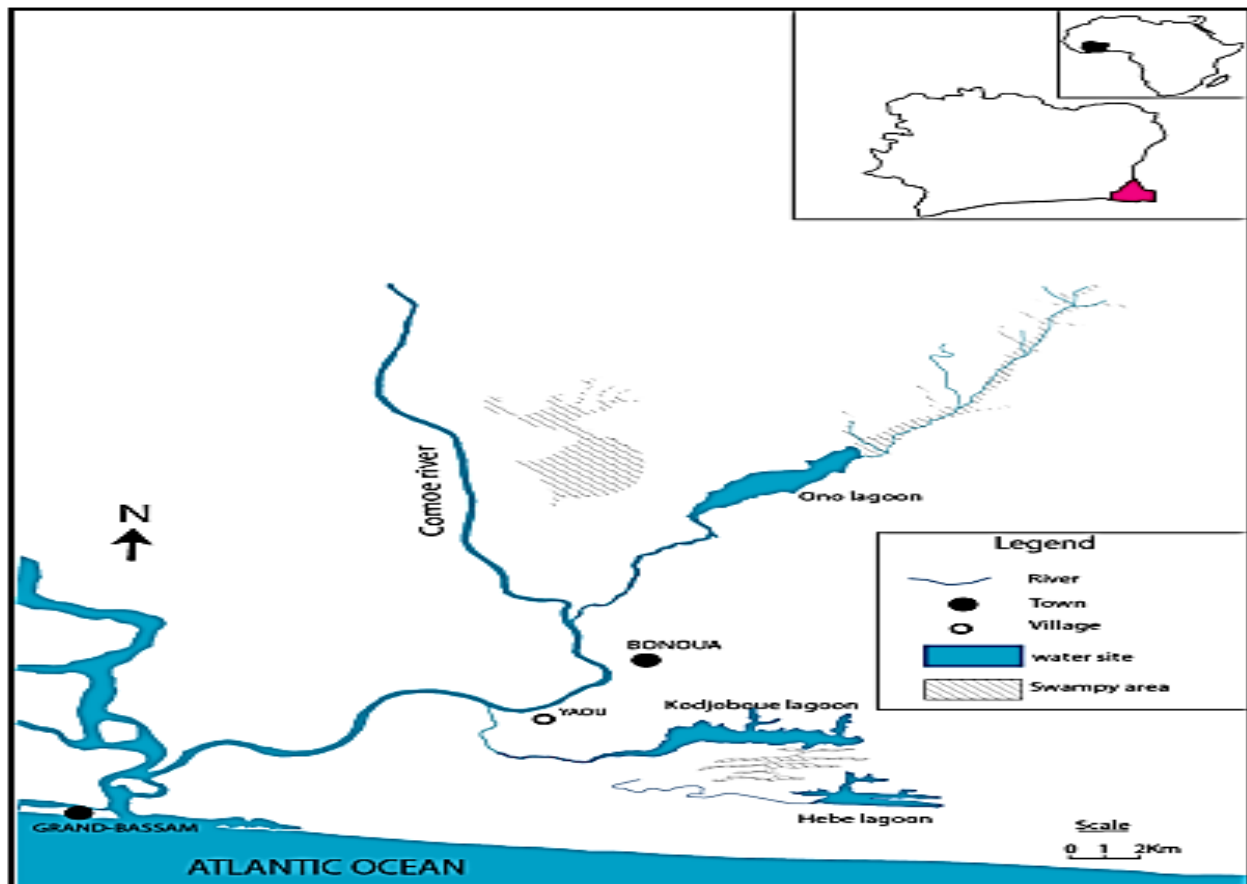 Comoe river
Ono lagoon
N
Legend
River
Town
Village
water site
Swampy area
BONOUA
YAOU
Kodjoboue lagoon
Hebe lagoon
GRAND-BASSAM
Scale
0 1 2Km
ATLANTIC OCEAN